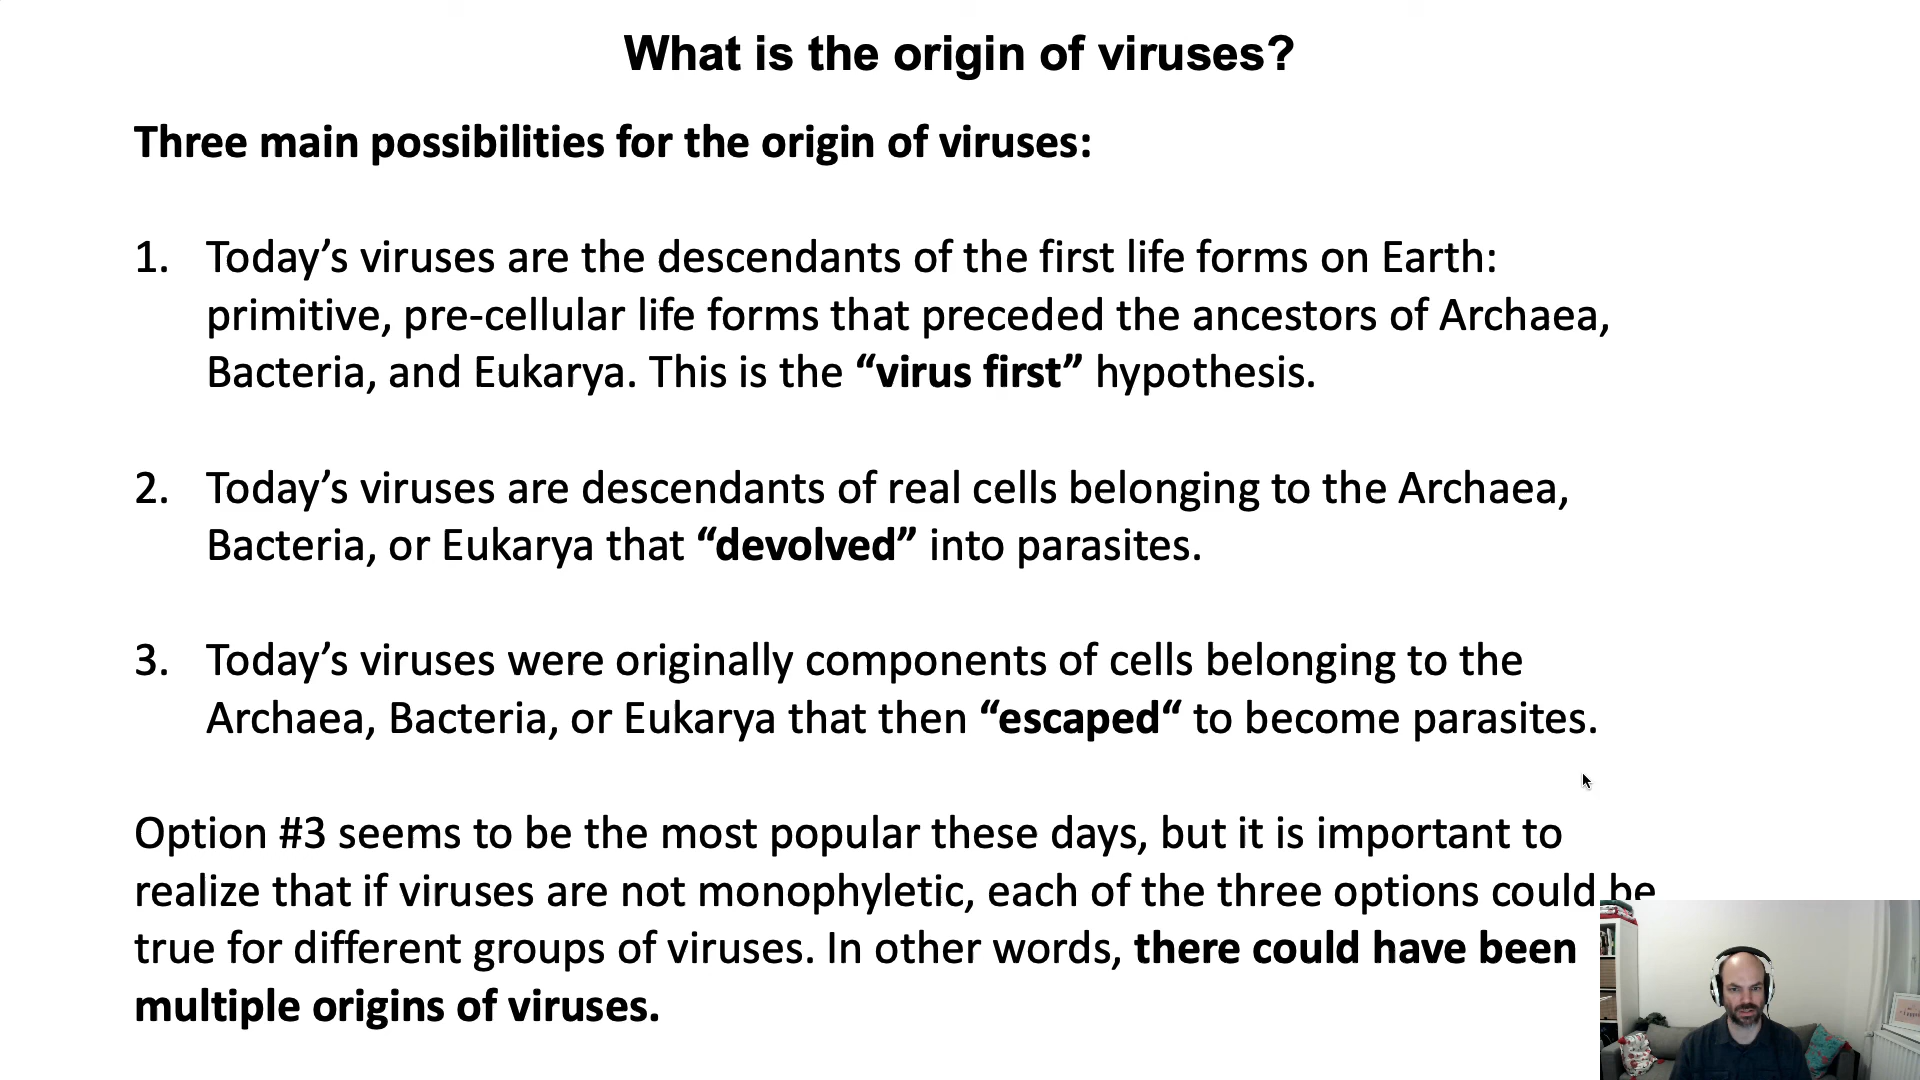 What is the origin of viruses?
Three main possibilities for the origin of viruses:
1. Today’s viruses are the descendants of the first life forms on Earth:
primitive, pre-cellular life forms that preceded the ancestors of Archaea,
Bacteria, and Eukarya. This is the “virus first” hypothesis.
2. Today’s viruses are descendants of real cells belonging to the Archaea,
Bacteria, or Eukarya that “devolved” into parasites.
3. Today’s viruses were originally components of cells belonging to the
Archaea, Bacteria, or Eukarya that then “escaped“ to become parasites.
Option #3 seems to be the most popular these days, but it is important to
realize that if viruses are not monophyletic, each of the three options could be
true for different groups of viruses. In other words, there could have been
multiple origins of viruses.